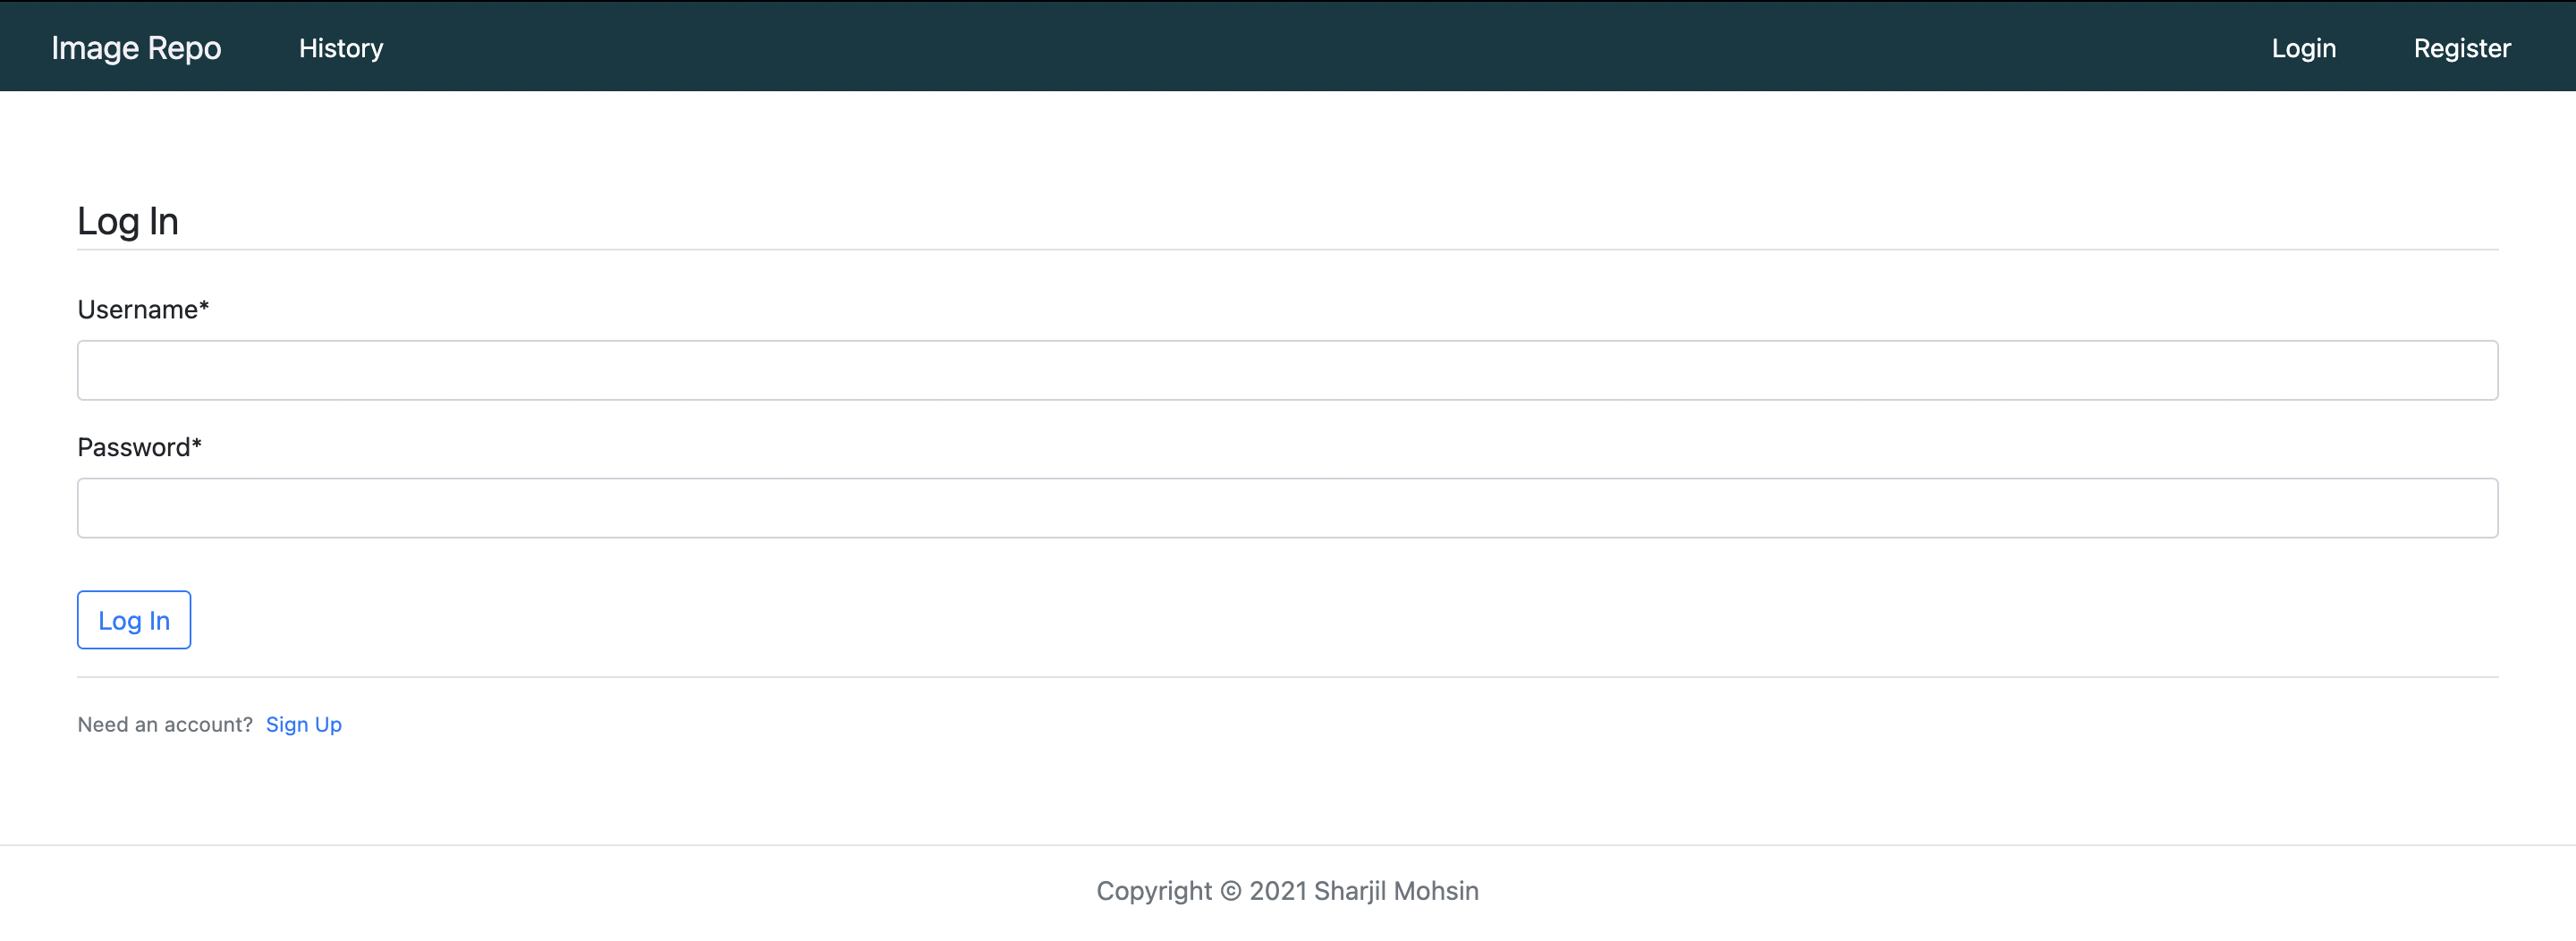 Image Repo History Login Register
Log In
Username*
Password*
Log In
Need an account? Sign Up
Copyright © 2021 Sharjil Mohsin